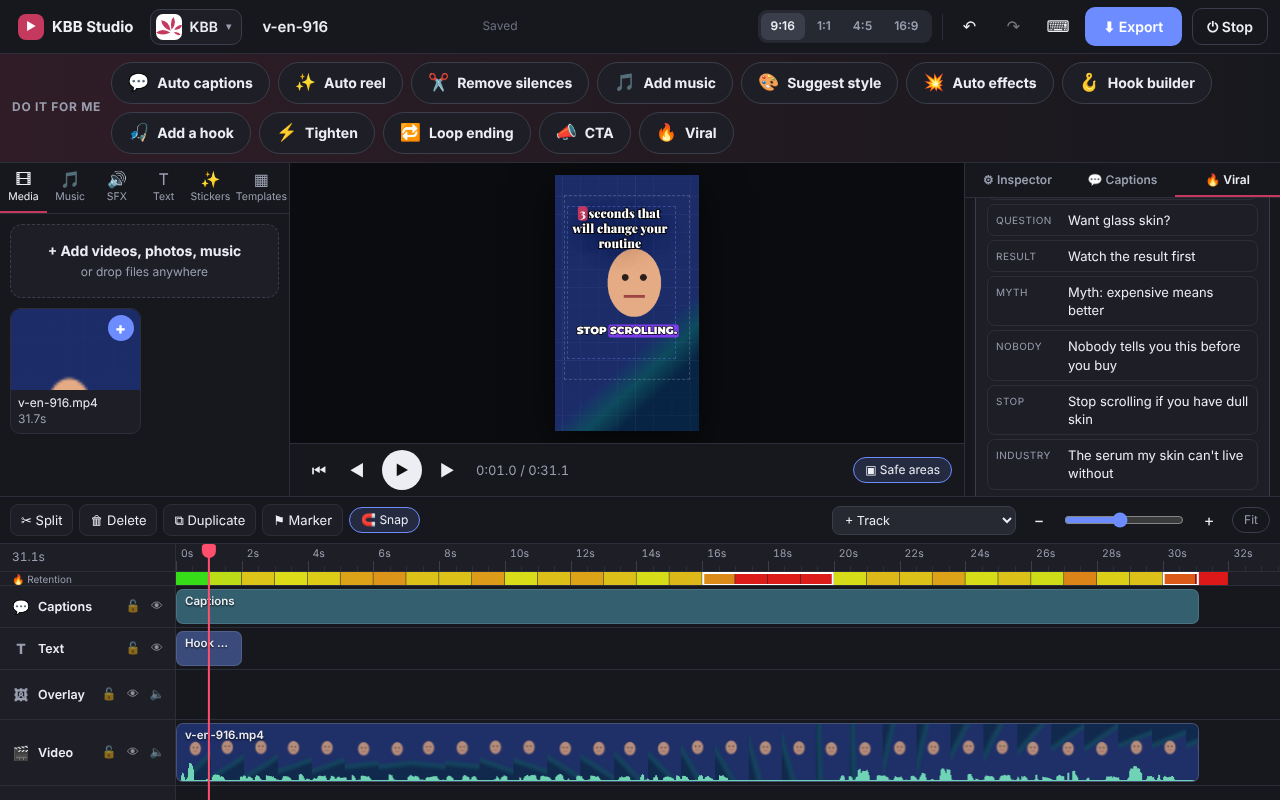 KBB Studio
KBB
v-en-916
Saved
9:16 1:1 4:5 16:9
Export
Stop
DO IT FOR ME
Auto captions
Auto reel
Remove silences
Add music
Suggest style
Auto effects
Hook builder
Add a hook
Tighten
Loop ending
CTA
Viral
Media
Music
SFX
Text
Stickers
Templates
+ Add videos, photos, music
or drop files anywhere
v-en-916.mp4
31.7s
3 seconds that
will change your
routine
STOP SCROLLING.
0:01.0 / 0:31.1
Safe areas
Inspector
Captions
Viral
QUESTION Want glass skin?
RESULT Watch the result first
MYTH Myth: expensive means
better
NOBODY Nobody tells you this before
you buy
STOP Stop scrolling if you have dull
skin
INDUSTRY The serum my skin can't live
without
Split
Delete
Duplicate
Marker
Snap
+ Track
Fit
31.1s
0s 2s 4s 6s 8s 10s 12s 14s 16s 18s 20s 22s 24s 26s 28s 30s 32s
Retention
Captions
Captions
Text
Hook ...
Overlay
Video
v-en-916.mp4